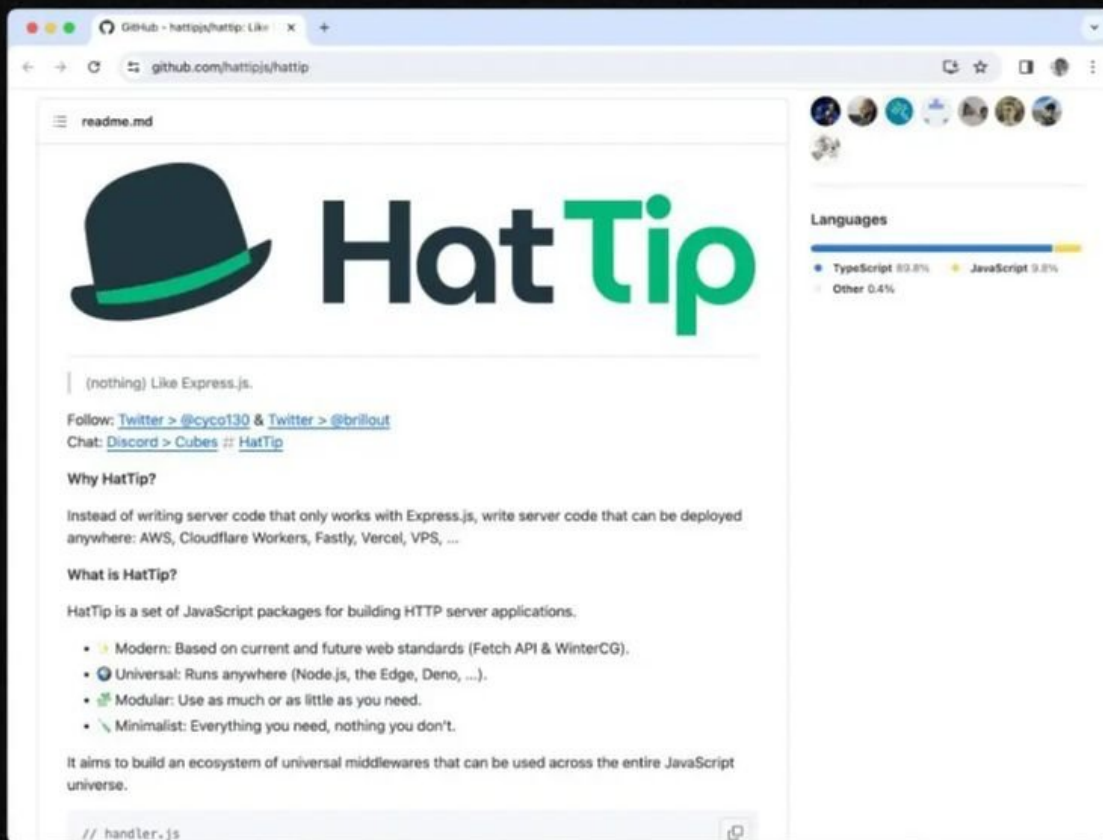 GitHub - hattipjs/hattip: Like
github.com/hattipjs/hattip
readme.md
HatTip
(nothing) Like Express.js.
Follow: Twitter > @cyco130 & Twitter > @brillout
Chat: Discord > Cubes # HatTip
Why HatTip?
Instead of writing server code that only works with Express.js, write server code that can be deployed
anywhere: AWS, Cloudflare Workers, Fastly, Vercel, VPS, ...
What is HatTip?
HatTip is a set of JavaScript packages for building HTTP server applications.
• Modern: Based on current and future web standards (Fetch API & WinterCG).
• Universal: Runs anywhere (Node.js, the Edge, Deno, ...).
• Modular: Use as much or as little as you need.
• Minimalist: Everything you need, nothing you don't.
It aims to build an ecosystem of universal middlewares that can be used across the entire JavaScript
universe.
// handler.js
Languages
TypeScript 89.8% JavaScript 9.8%
Other 0.4%